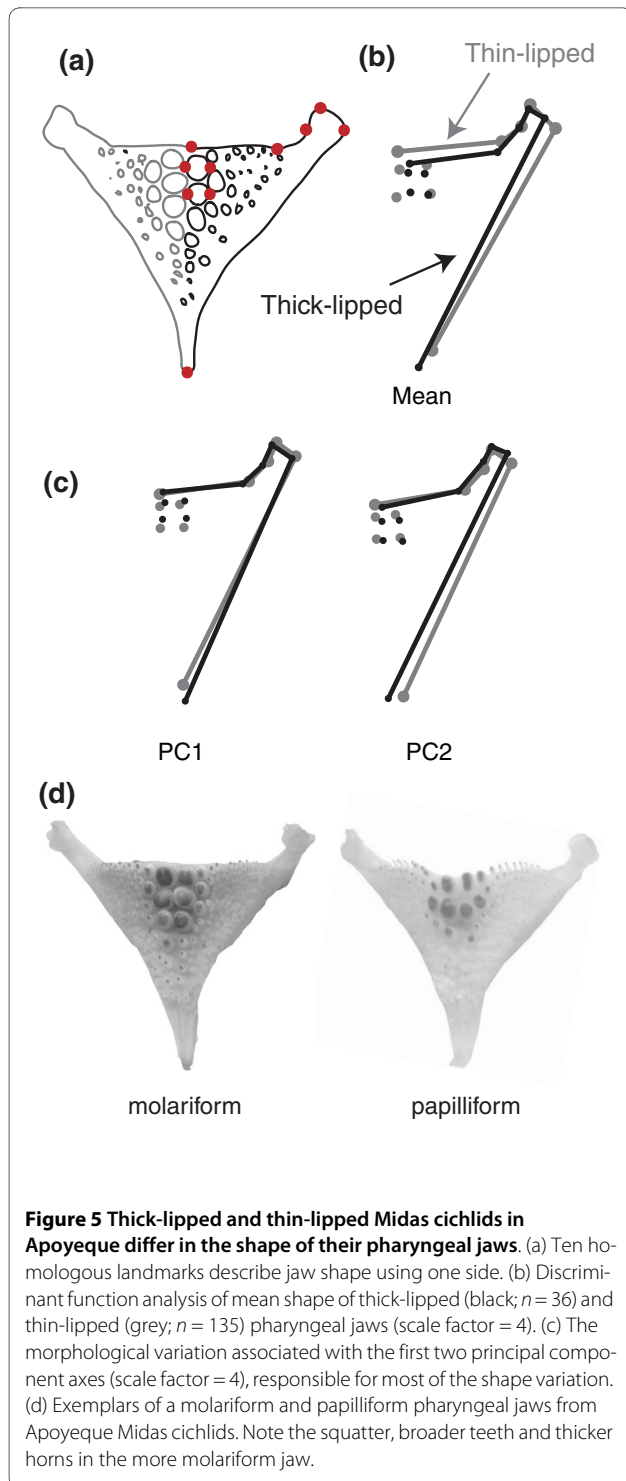 (a)
(b)
Thin-lipped
Thick-lipped
Mean
(c)
PC1
PC2
(d)
molariform
papilliform
Figure 5 Thick-lipped and thin-lipped Midas cichlids in
Apoyeque differ in the shape of their pharyngeal jaws. (a) Ten ho-
mologous landmarks describe jaw shape using one side. (b) Discrimi-
nant function analysis of mean shape of thick-lipped (black; n = 36) and
thin-lipped (grey; n = 135) pharyngeal jaws (scale factor = 4). (c) The
morphological variation associated with the first two principal compo-
nent axes (scale factor = 4), responsible for most of the shape variation.
(d) Exemplars of a molariform and papilliform pharyngeal jaws from
Apoyeque Midas cichlids. Note the squatter, broader teeth and thicker
horns in the more molariform jaw.